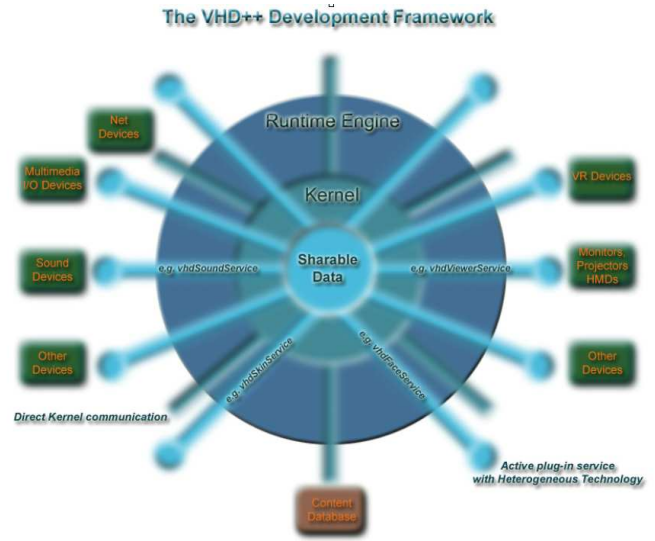 The VHD++ Development Framework
Runtime Engine
Net
Devices
Multimedia
I/O Devices
VR Devices
Kernel
Sharable
Data
Sound
Devices
e.g. vhdSoundService
e.g. vhdViewerService
Monitors,
Projectors
HMDs
Other
Devices
e.g. vhdSkinService
e.g. vhdFaceService
Other
Devices
Direct Kernel communication
Active plug-in service
with Heterogeneous Technology
Content
Database